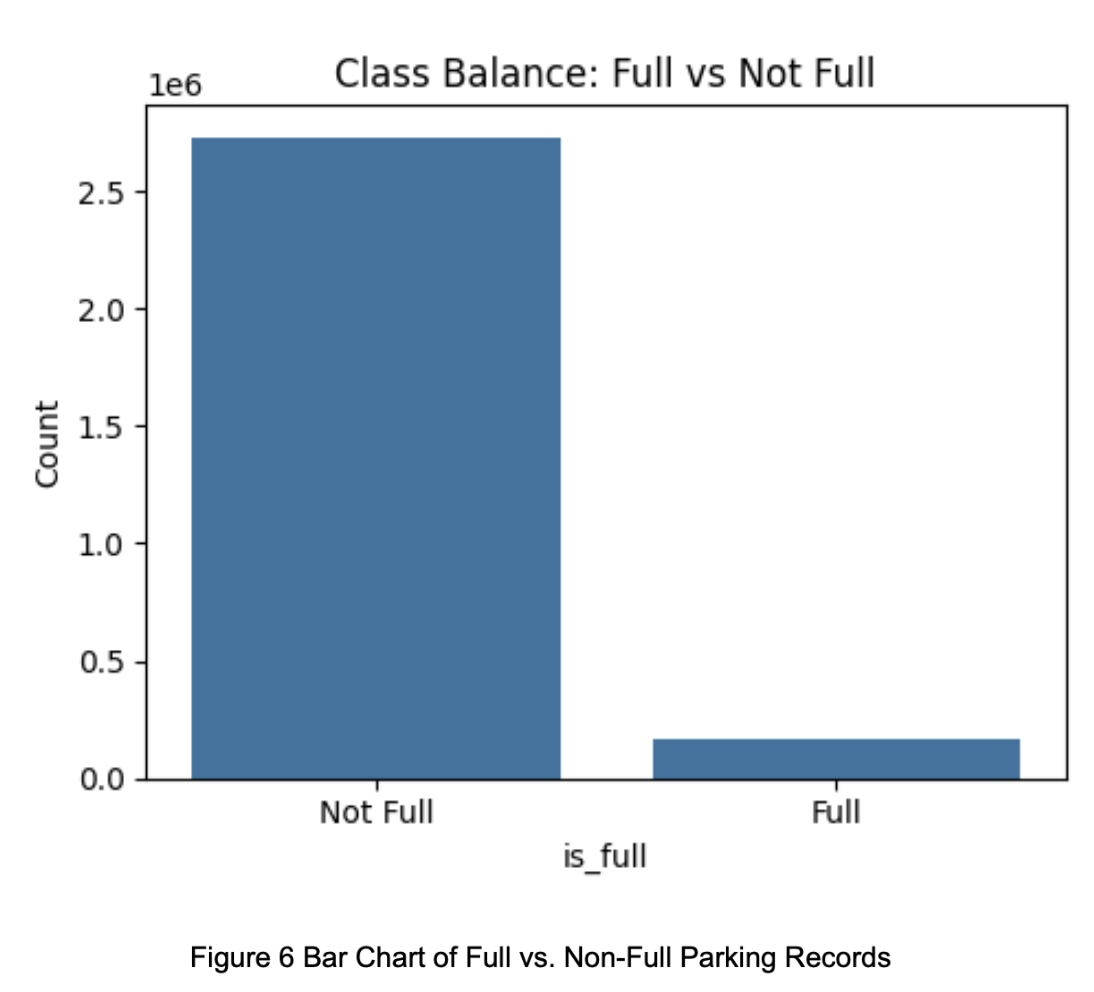 Class Balance: Full vs Not Full
1e6
2.5
2.0
1.5
1.0
0.5
0.0
Count
Not Full Full
is_full
Figure 6 Bar Chart of Full vs. Non-Full Parking Records